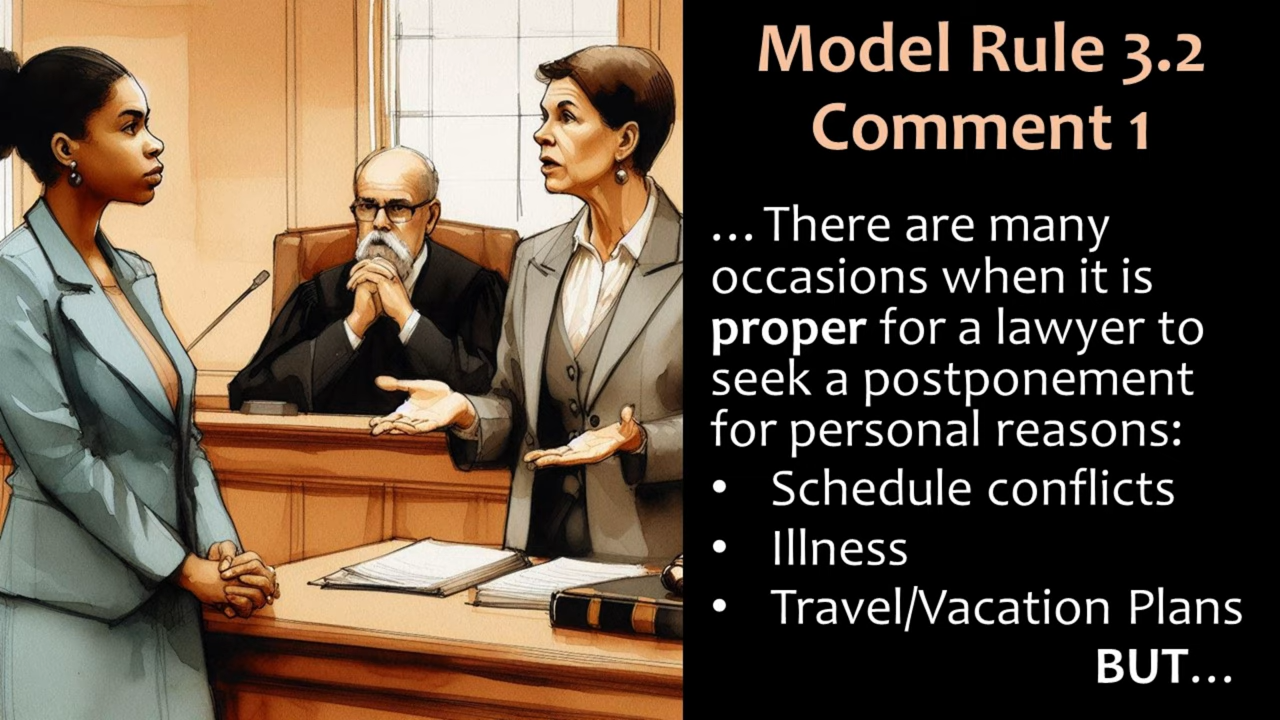 Model Rule 3.2
Comment 1
…There are many
occasions when it is
proper for a lawyer to
seek a postponement
for personal reasons:
• Schedule conflicts
• Illness
• Travel/Vacation Plans
BUT…